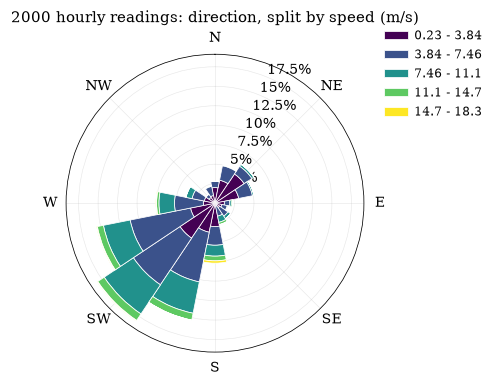 2000 hourly readings: direction, split by speed (m/s)
N
NE
E
SE
S
SW
W
NW
17.5%
15%
12.5%
10%
7.5%
5%
0.23 - 3.84
3.84 - 7.46
7.46 - 11.1
11.1 - 14.7
14.7 - 18.3